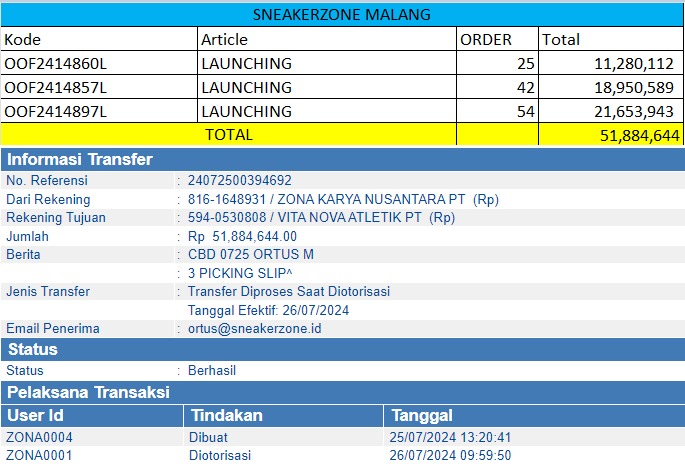 SNEAKERZONE MALANG
Kode Article ORDER Total
OOF2414860L LAUNCHING 25 11,280,112
OOF2414857L LAUNCHING 42 18,950,589
OOF2414897L LAUNCHING 54 21,653,943
TOTAL 51,884,644
Informasi Transfer
No. Referensi : 24072500394692
Dari Rekening : 816-1648931 / ZONA KARYA NUSANTARA PT (Rp)
Rekening Tujuan : 594-0530808 / VITA NOVA ATLETIK PT (Rp)
Jumlah : Rp 51,884,644.00
Berita : CBD 0725 ORTUS M
: 3 PICKING SLIP^
Jenis Transfer : Transfer Diproses Saat Diotorisasi
Tanggal Efektif: 26/07/2024
Email Penerima : ortus@sneakerzone.id
Status
Status : Berhasil
Pelaksana Transaksi
User Id Tindakan Tanggal
ZONA0004 Dibuat 25/07/2024 13:20:41
ZONA0001 Diotorisasi 26/07/2024 09:59:50